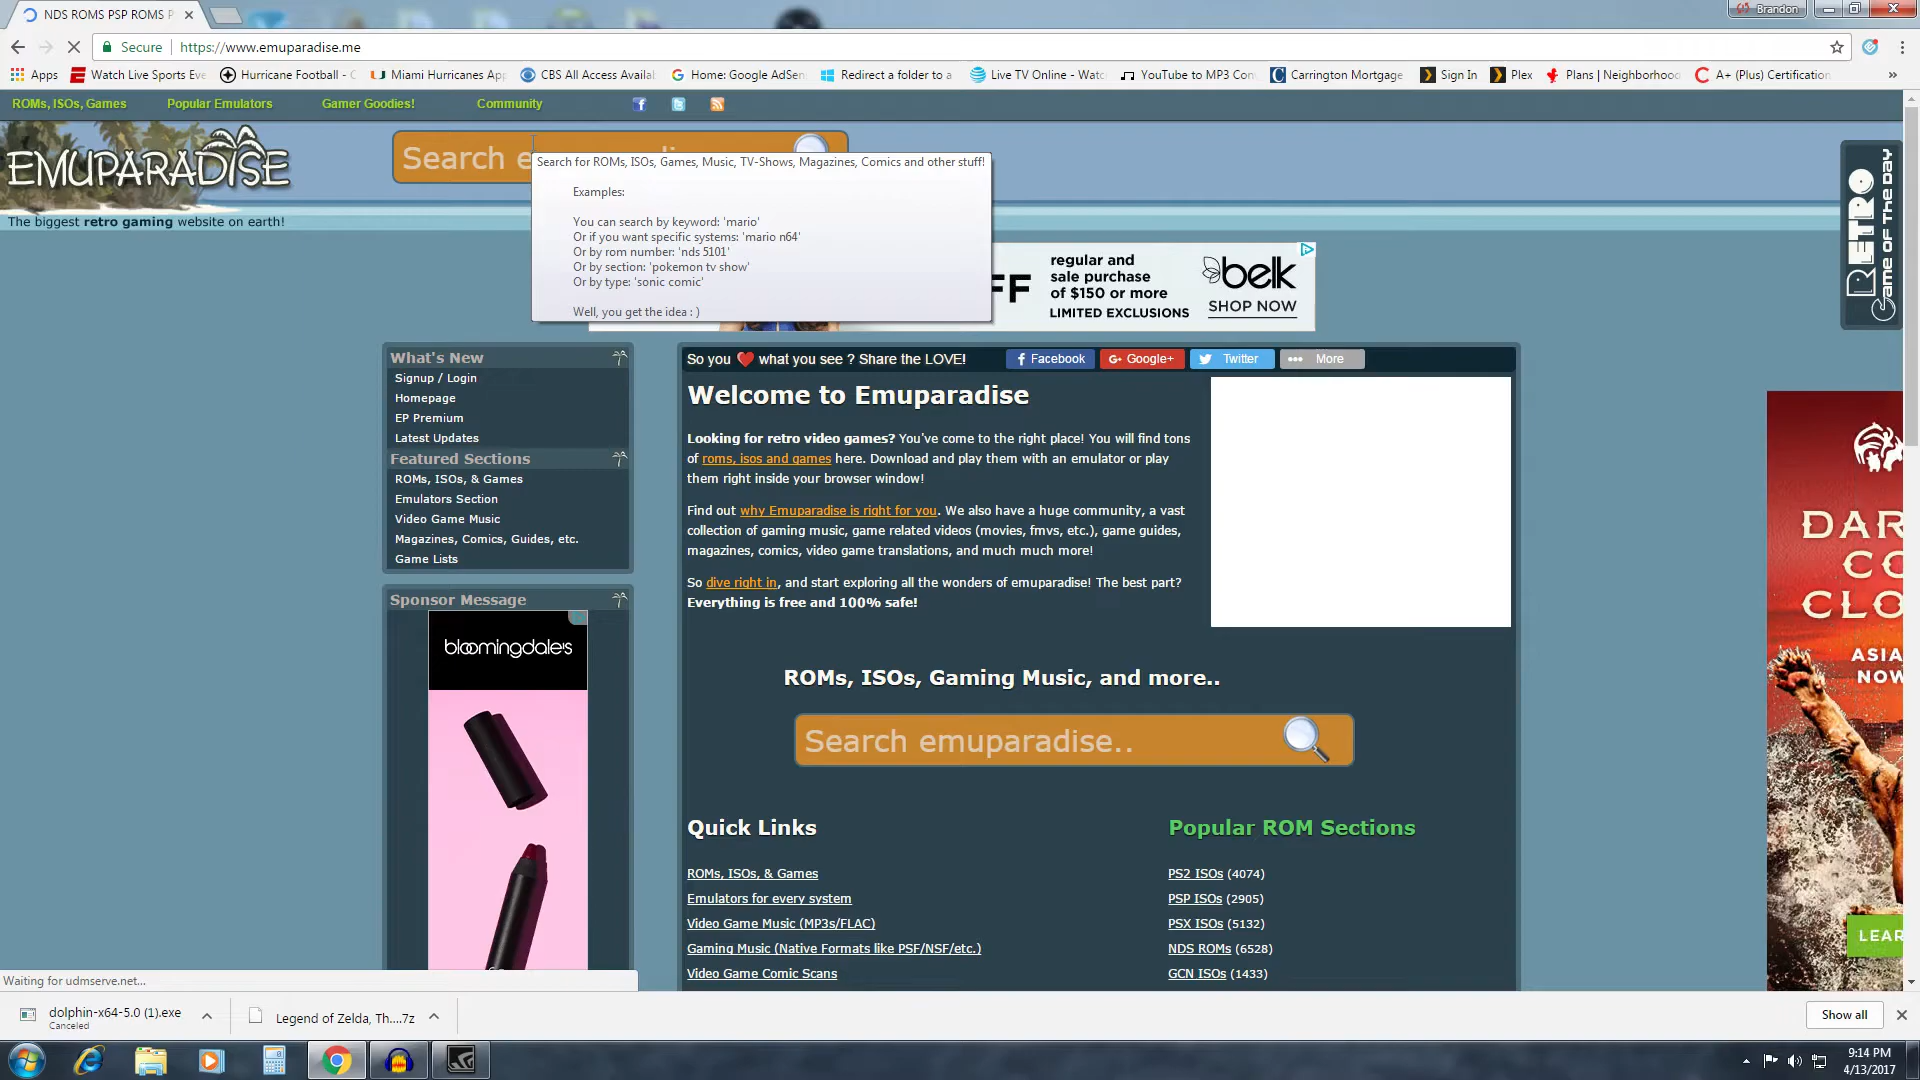 NDS ROMS PSP ROMS P
Brandon
Secure
https://www.emuparadise.me
Apps
Watch Live Sports Eve
Hurricane Football - C
Miami Hurricanes App
CBS All Access Availab
Home: Google AdSen
Redirect a folder to a
Live TV Online - Watc
YouTube to MP3 Con
Carrington Mortgage
Sign In
Plex
Plans | Neighborhood
A+ (Plus) Certification
ROMs, ISOs, Games
Popular Emulators
Gamer Goodies!
Community
EMUPARADISE
The biggest retro gaming website on earth!
Search e
Search for ROMs, ISOs, Games, Music, TV-Shows, Magazines, Comics and other stuff!
Examples:
You can search by keyword: 'mario'
Or if you want specific systems: 'mario n64'
Or by rom number: 'nds 5101'
Or by section: 'pokemon tv show'
Or by type: 'sonic comic'
Well, you get the idea : )
RETRO
Game OF The DAY
FF
regular and
sale purchase
of $150 or more
LIMITED EXCLUSIONS
belk
SHOP NOW
What's New
Signup / Login
Homepage
EP Premium
Latest Updates
Featured Sections
ROMs, ISOs, & Games
Emulators Section
Video Game Music
Magazines, Comics, Guides, etc.
Game Lists
Sponsor Message
bloomingdale's
So you ❤ what you see ? Share the LOVE!
Facebook
Google+
Twitter
More
Welcome to Emuparadise
Looking for retro video games? You've come to the right place! You will find tons
of roms, isos and games here. Download and play them with an emulator or play
them right inside your browser window!
Find out why Emuparadise is right for you. We also have a huge community, a vast
collection of gaming music, game related videos (movies, fmvs, etc.), game guides,
magazines, comics, video game translations, and much much more!
So dive right in, and start exploring all the wonders of emuparadise! The best part?
Everything is free and 100% safe!
ROMs, ISOs, Gaming Music, and more..
Search emuparadise..
Quick Links
ROMs, ISOs, & Games
Emulators for every system
Video Game Music (MP3s/FLAC)
Gaming Music (Native Formats like PSF/NSF/etc.)
Video Game Comic Scans
Popular ROM Sections
PS2 ISOs (4074)
PSP ISOs (2905)
PSX ISOs (5132)
NDS ROMs (6528)
GCN ISOs (1433)
DAR
CO
CLO
ASIA
NOW
LEAR
Waiting for udmserve.net...
dolphin-x64-5.0 (1).exe
Canceled
Legend of Zelda, Th....7z
Show all
9:14 PM
4/13/2017